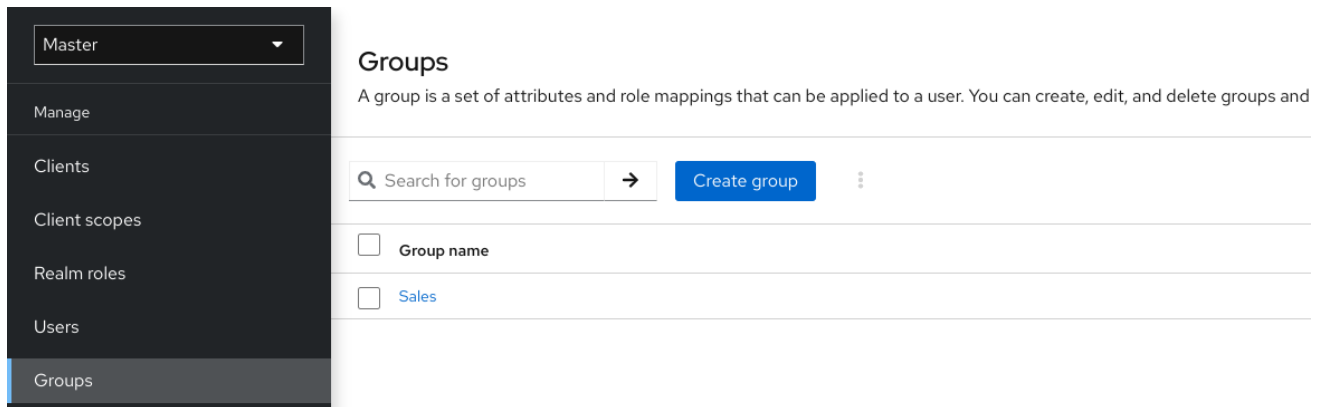 Master
Manage
Clients
Client scopes
Realm roles
Users
Groups
Groups
A group is a set of attributes and role mappings that can be applied to a user. You can create, edit, and delete groups and
Search for groups
Create group
Group name
Sales